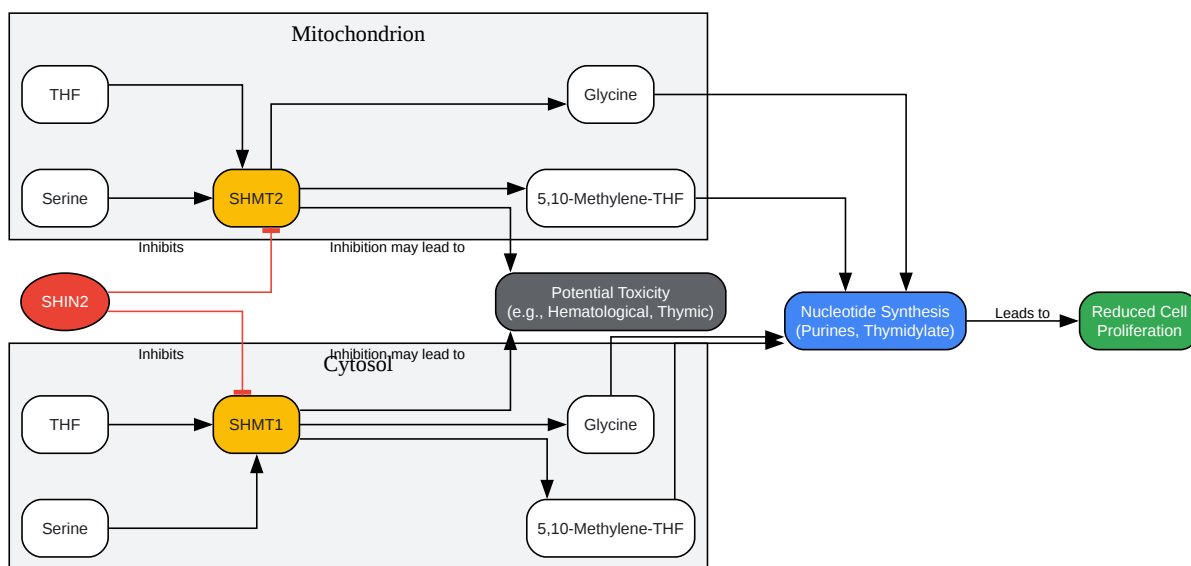 Mitochondrion
THF
Glycine
Serine
SHMT2
5,10-Methylene-THF
Inhibits
Inhibition may lead to
SHIN2
Potential Toxicity
(e.g., Hematological, Thymic)
Nucleotide Synthesis
(Purines, Thymidylate)
Leads to
Reduced Cell
Proliferation
Inhibits
Inhibition may lead to
Cytosol
THF
SHMT1
Glycine
Serine
5,10-Methylene-THF